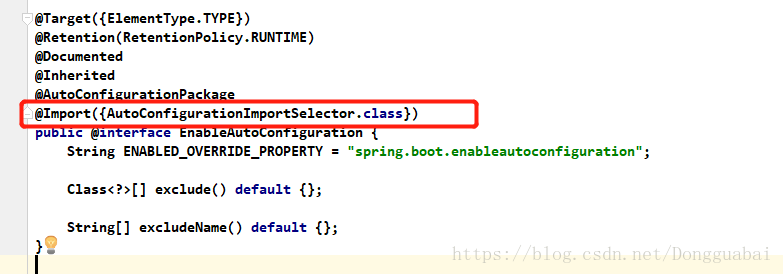 @Target({ElementType.TYPE})
@Retention(RetentionPolicy.RUNTIME)
@Documented
@Inherited
@AutoConfigurationPackage
@Import({AutoConfigurationImportSelector.class})
public @interface EnableAutoConfiguration {
String ENABLED_OVERRIDE_PROPERTY = "spring.boot.enableautoconfiguration";
Class<?>[] exclude() default {};
String[] excludeName() default {};
}
https://blog.csdn.net/Dongguabai